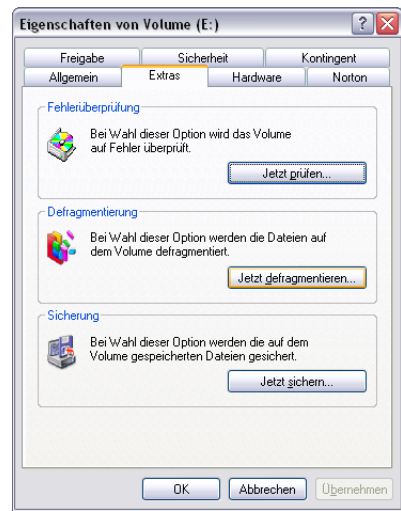 Eigenschaften von Volume (E:)
Freigabe Sicherheit Kontingent
Allgemein Extras Hardware Norton
Fehlerüberprüfung
Bei Wahl dieser Option wird das Volume
auf Fehler überprüft.
Jetzt prüfen...
Defragmentierung
Bei Wahl dieser Option werden die Dateien auf
dem Volume defragmentiert.
Jetzt defragmentieren...
Sicherung
Bei Wahl dieser Option werden die auf dem
Volume gespeicherten Dateien gesichert.
Jetzt sichern...
OK Abbrechen Übernehmen